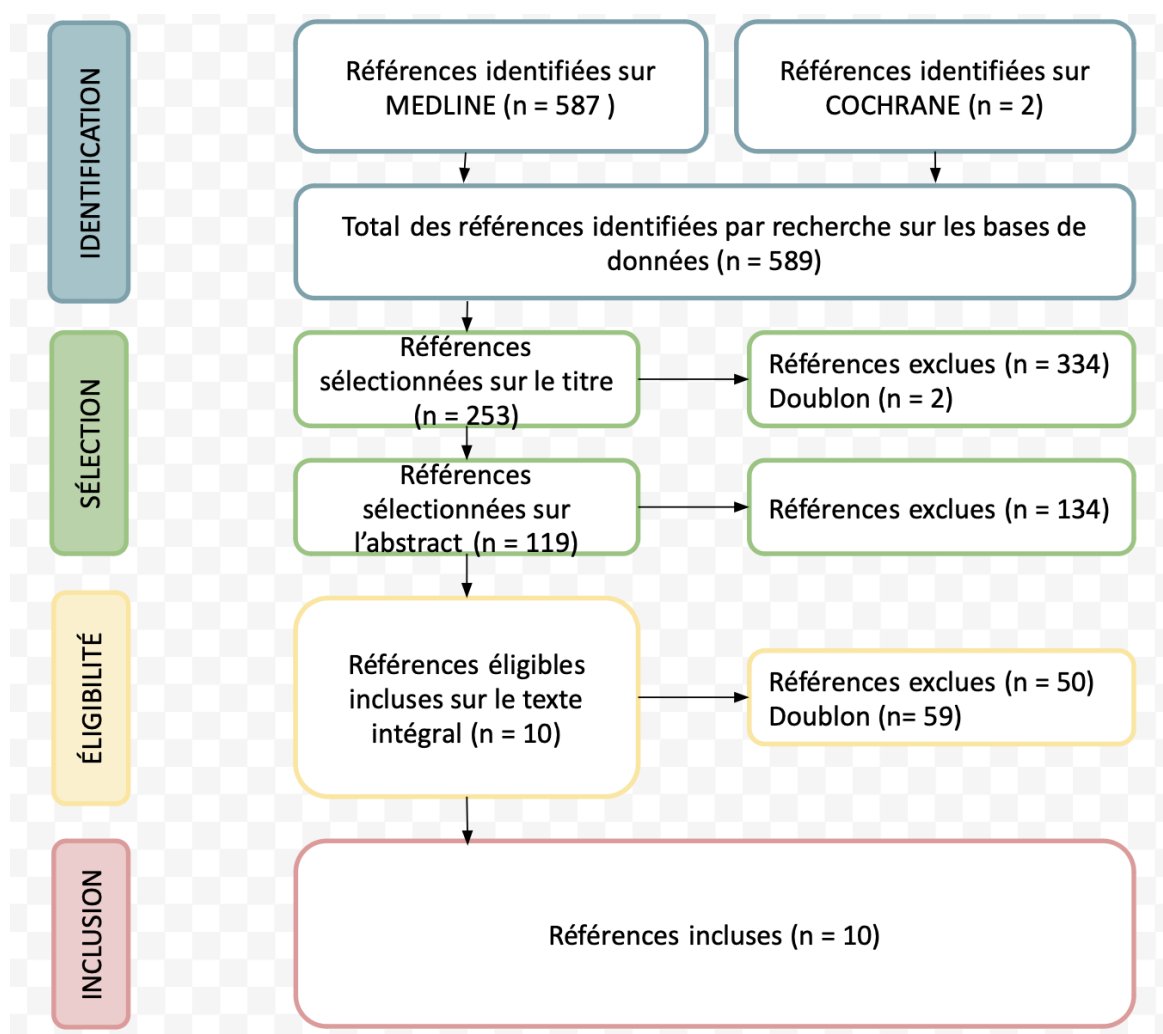 IDENTIFICATION
Références identifiées sur
MEDLINE (n = 587 )
Références identifiées sur
COCHRANE (n = 2)
Total des références identifiées par recherche sur les bases de
données (n = 589)
SÉLECTION
Références
sélectionnées sur le titre
(n = 253)
Références exclues (n = 334)
Doublon (n = 2)
Références
sélectionnées sur
l’abstract (n = 119)
Références exclues (n = 134)
ÉLIGIBILITÉ
Références éligibles
incluses sur le texte
intégral (n = 10)
Références exclues (n = 50)
Doublon (n= 59)
INCLUSION
Références incluses (n = 10)